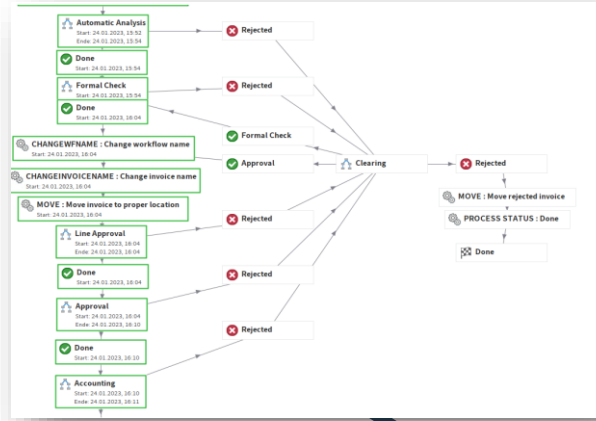 Automatic Analysis
Start: 24.01.2023, 15:52
Ende: 24.01.2023, 15:54
Rejected
Done
Start: 24.01.2023, 15:54
Formal Check
Start: 24.01.2023, 15:54
Rejected
Done
Start: 24.01.2023, 16:04
Formal Check
CHANGEWFNAME : Change workflow name
Start: 24.01.2023, 16:04
Approval
Clearing
Rejected
CHANGEINVOICENAME : Change invoice name
Start: 24.01.2023, 16:04
MOVE : Move rejected invoice
MOVE : Move invoice to proper location
Start: 24.01.2023, 16:04
Rejected
PROCESS STATUS : Done
Line Approval
Start: 24.01.2023, 16:04
Ende: 24.01.2023, 16:04
Done
Done
Start: 24.01.2023, 16:04
Rejected
Approval
Start: 24.01.2023, 16:04
Ende: 24.01.2023, 16:10
Rejected
Done
Start: 24.01.2023, 16:10
Accounting
Start: 24.01.2023, 16:10
Ende: 24.01.2023, 16:11